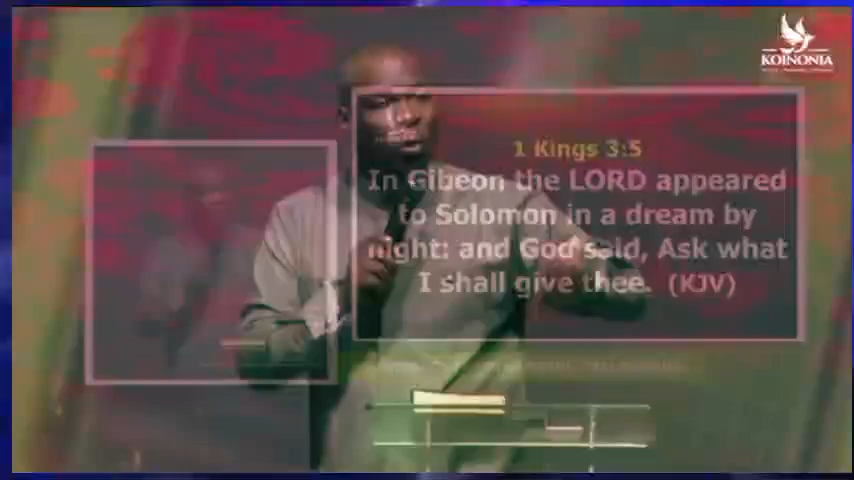 KOINONIA
1 Kings 3:5
In Gibeon the LORD appeared
to Solomon in a dream by
night: and God said, Ask what
I shall give thee. (KJV)